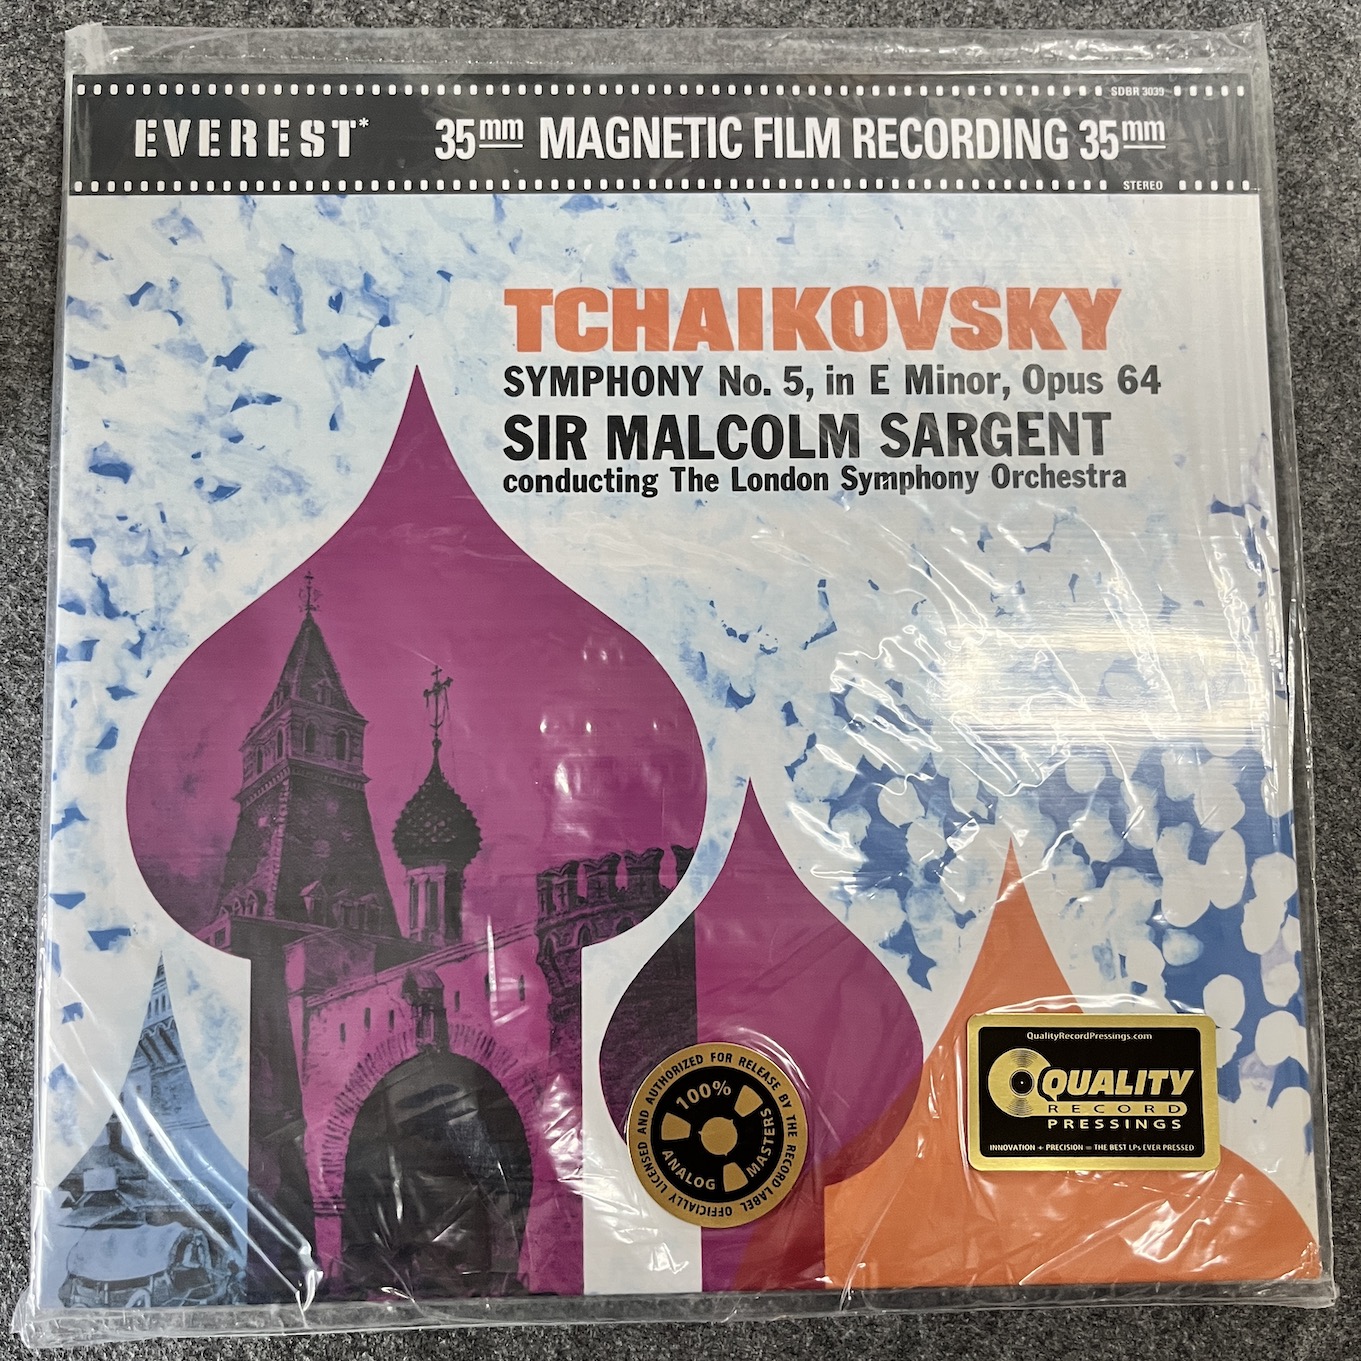 SDBR 3039
EVEREST* 35mm MAGNETIC FILM RECORDING 35mm
STEREO
TCHAIKOVSKY
SYMPHONY No. 5, in E Minor, Opus 64
SIR MALCOLM SARGENT
conducting The London Symphony Orchestra
QualityRecordPressings.com
QUALITY
RECORD
PRESSINGS
INNOVATION + PRECISION = THE BEST LPs EVER PRESSED
OFFICIALLY LICENSED AND AUTHORIZED FOR RELEASE BY THE RECORD LABEL
100%
ANALOG
MASTERS